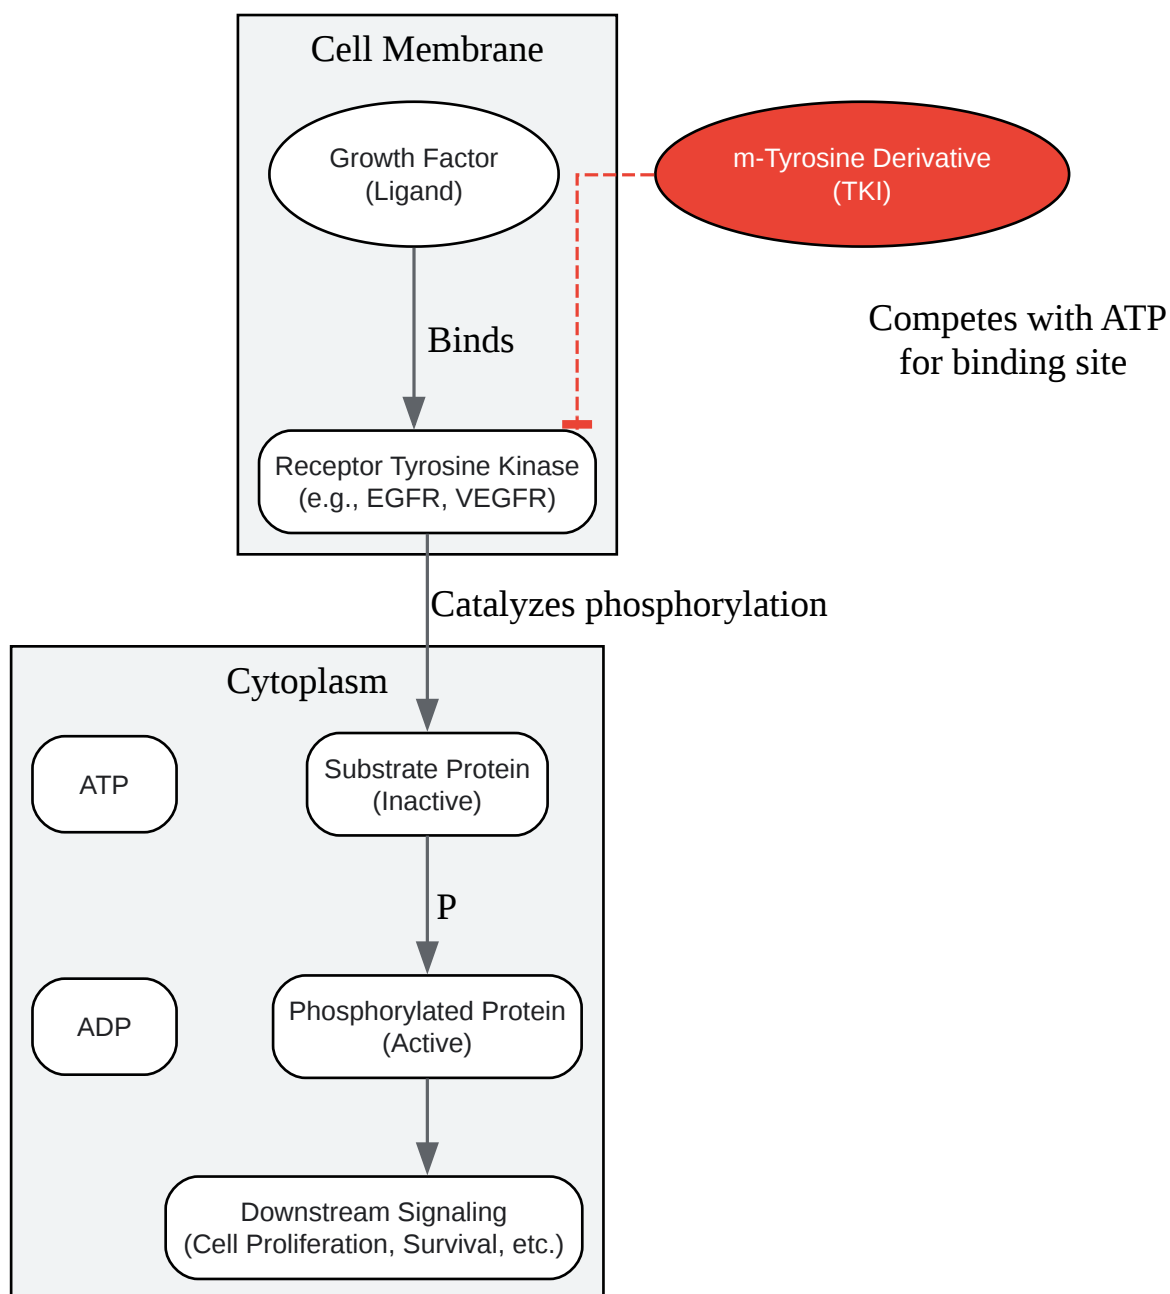 Cell Membrane
Growth Factor
(Ligand)
m-Tyrosine Derivative
(TKI)
Binds
Competes with ATP
for binding site
Receptor Tyrosine Kinase
(e.g., EGFR, VEGFR)
Catalyzes phosphorylation
Cytoplasm
ATP
Substrate Protein
(Inactive)
P
ADP
Phosphorylated Protein
(Active)
Downstream Signaling
(Cell Proliferation, Survival, etc.)